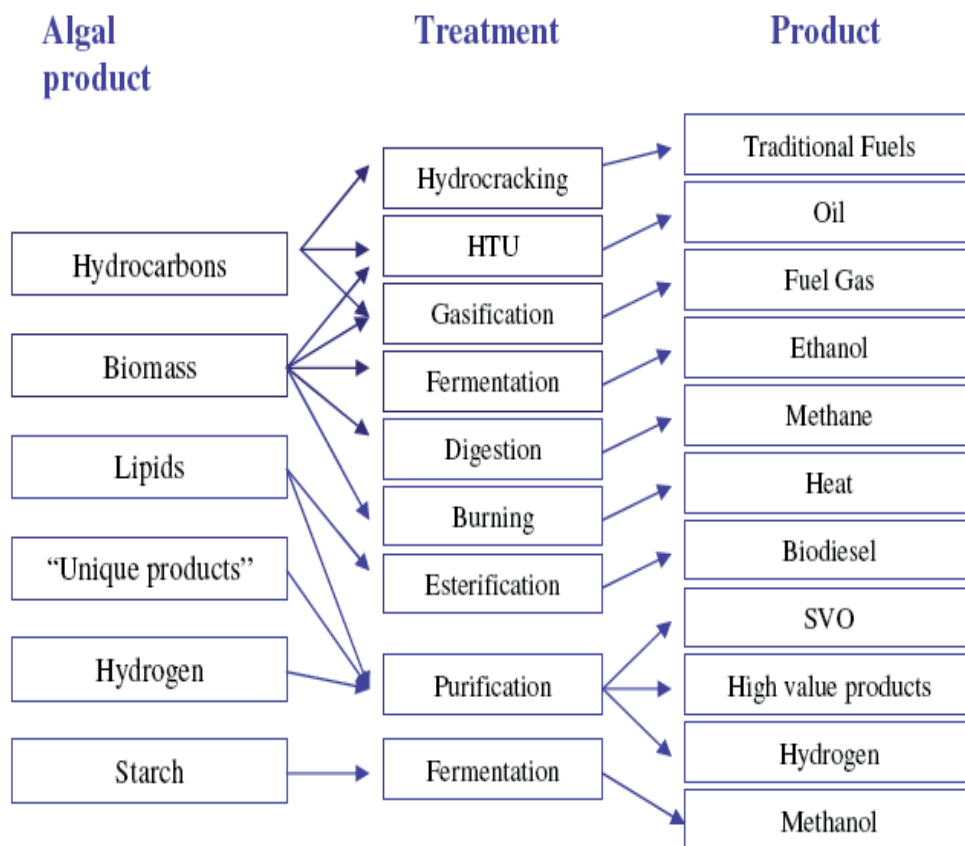 Algal
product
Treatment
Product
Hydrocarbons
Biomass
Lipids
“Unique products”
Hydrogen
Starch
Hydrocracking
HTU
Gasification
Fermentation
Digestion
Burning
Esterification
Purification
Fermentation
Traditional Fuels
Oil
Fuel Gas
Ethanol
Methane
Heat
Biodiesel
SVO
High value products
Hydrogen
Methanol